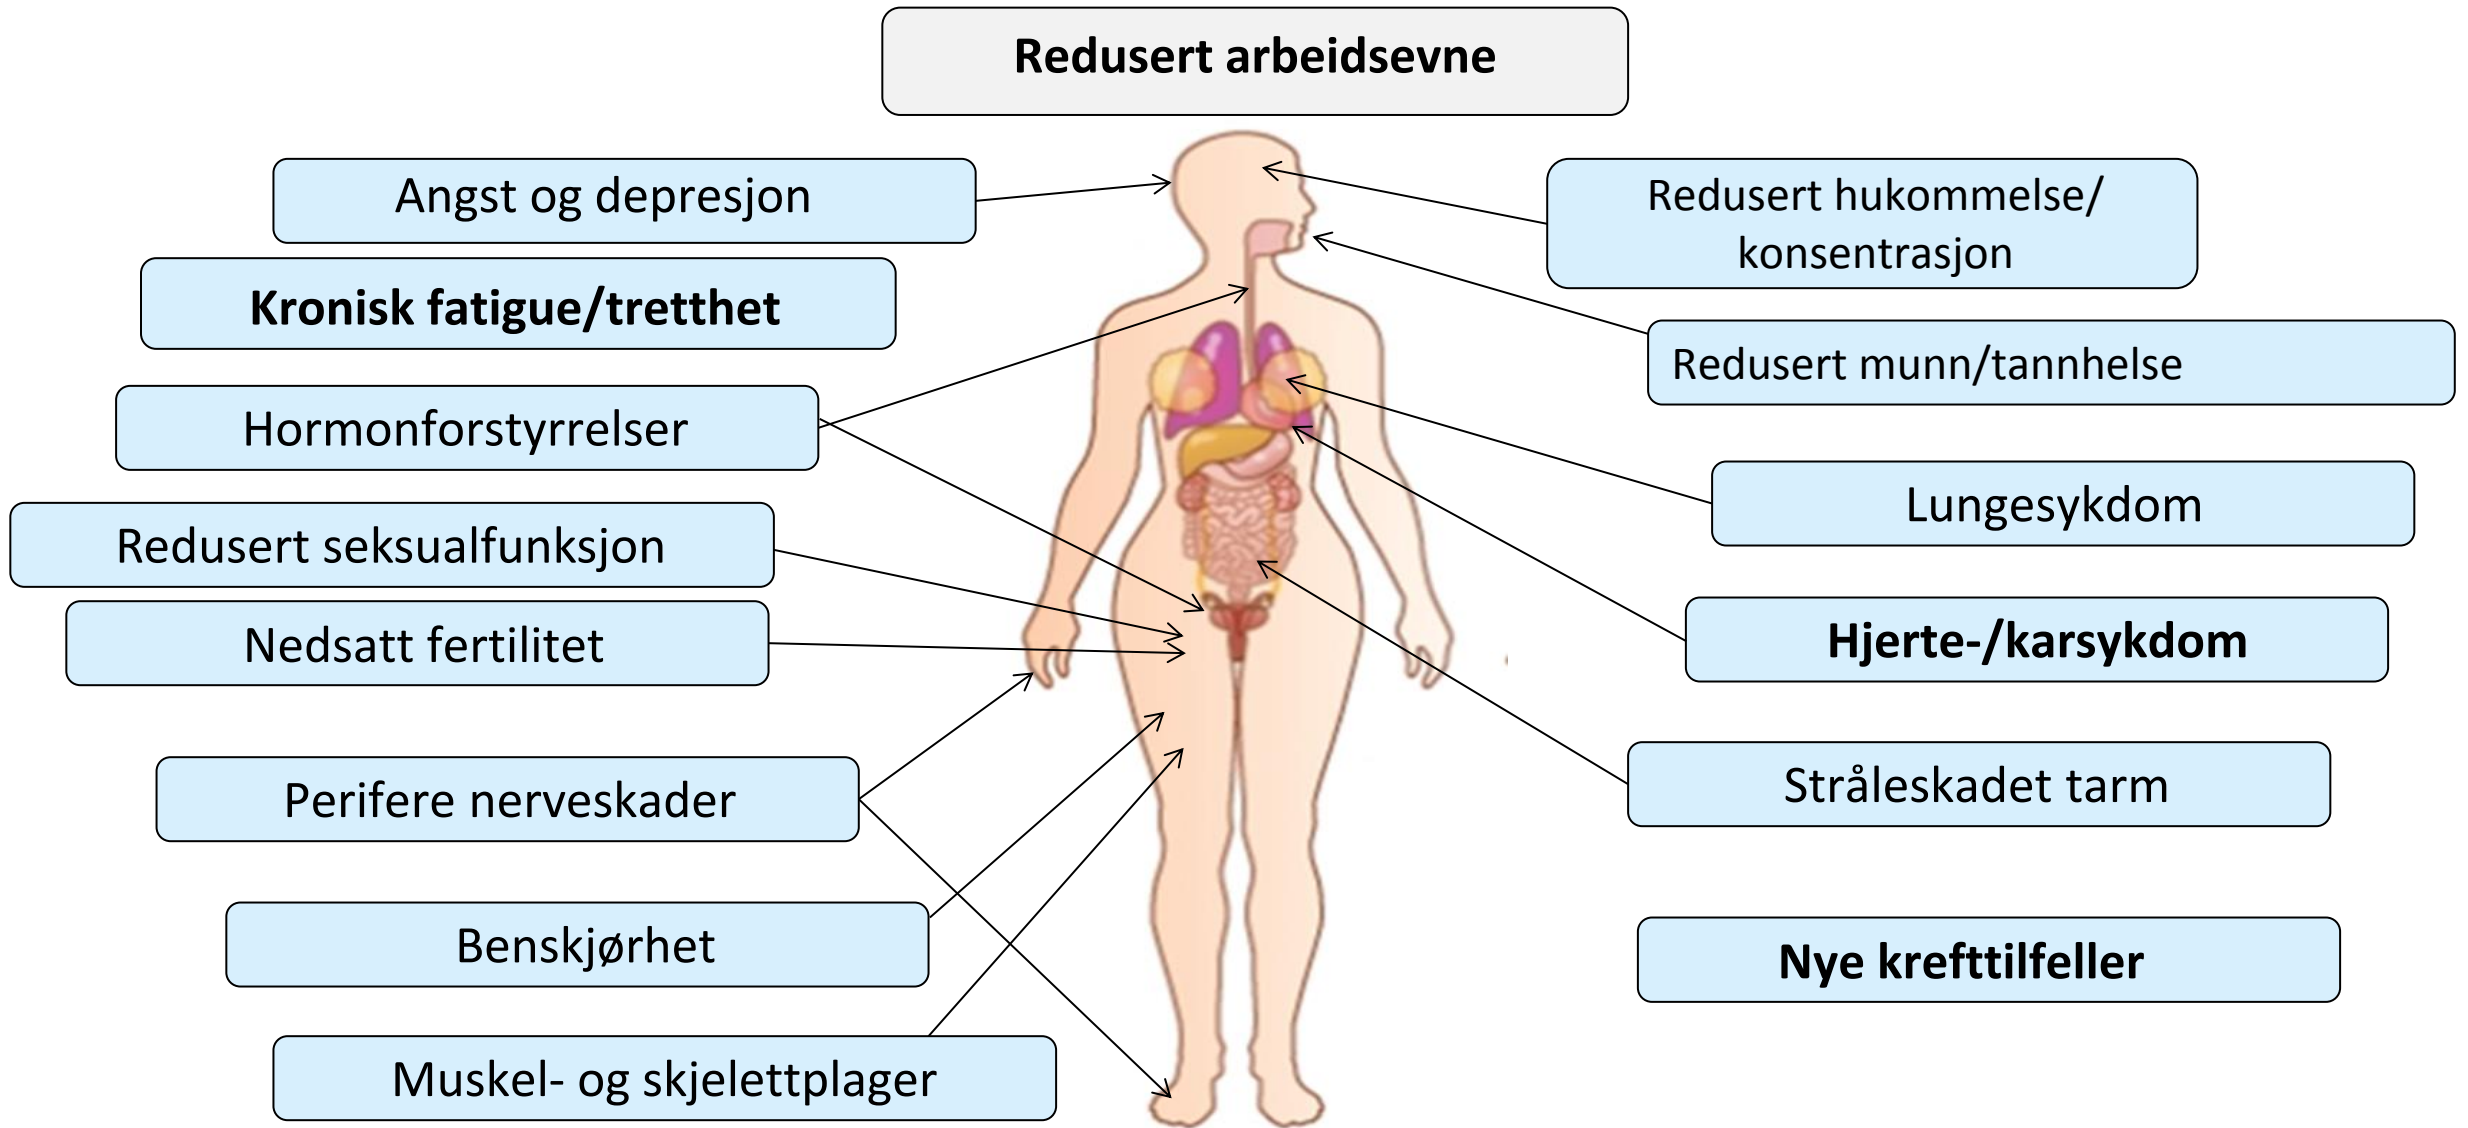 Redusert arbeidsevne
Angst og depresjon
Kronisk fatigue/tretthet
Hormonforstyrrelser
Redusert seksualfunksjon
Nedsatt fertilitet
Perifere nerveskader
Benskjørhet
Muskel- og skjelettplager
Redusert hukommelse/
konsentrasjon
Redusert munn/tannhelse
Lungesykdom
Hjerte-/karsykdom
Stråleskadet tarm
Nye krefttilfeller